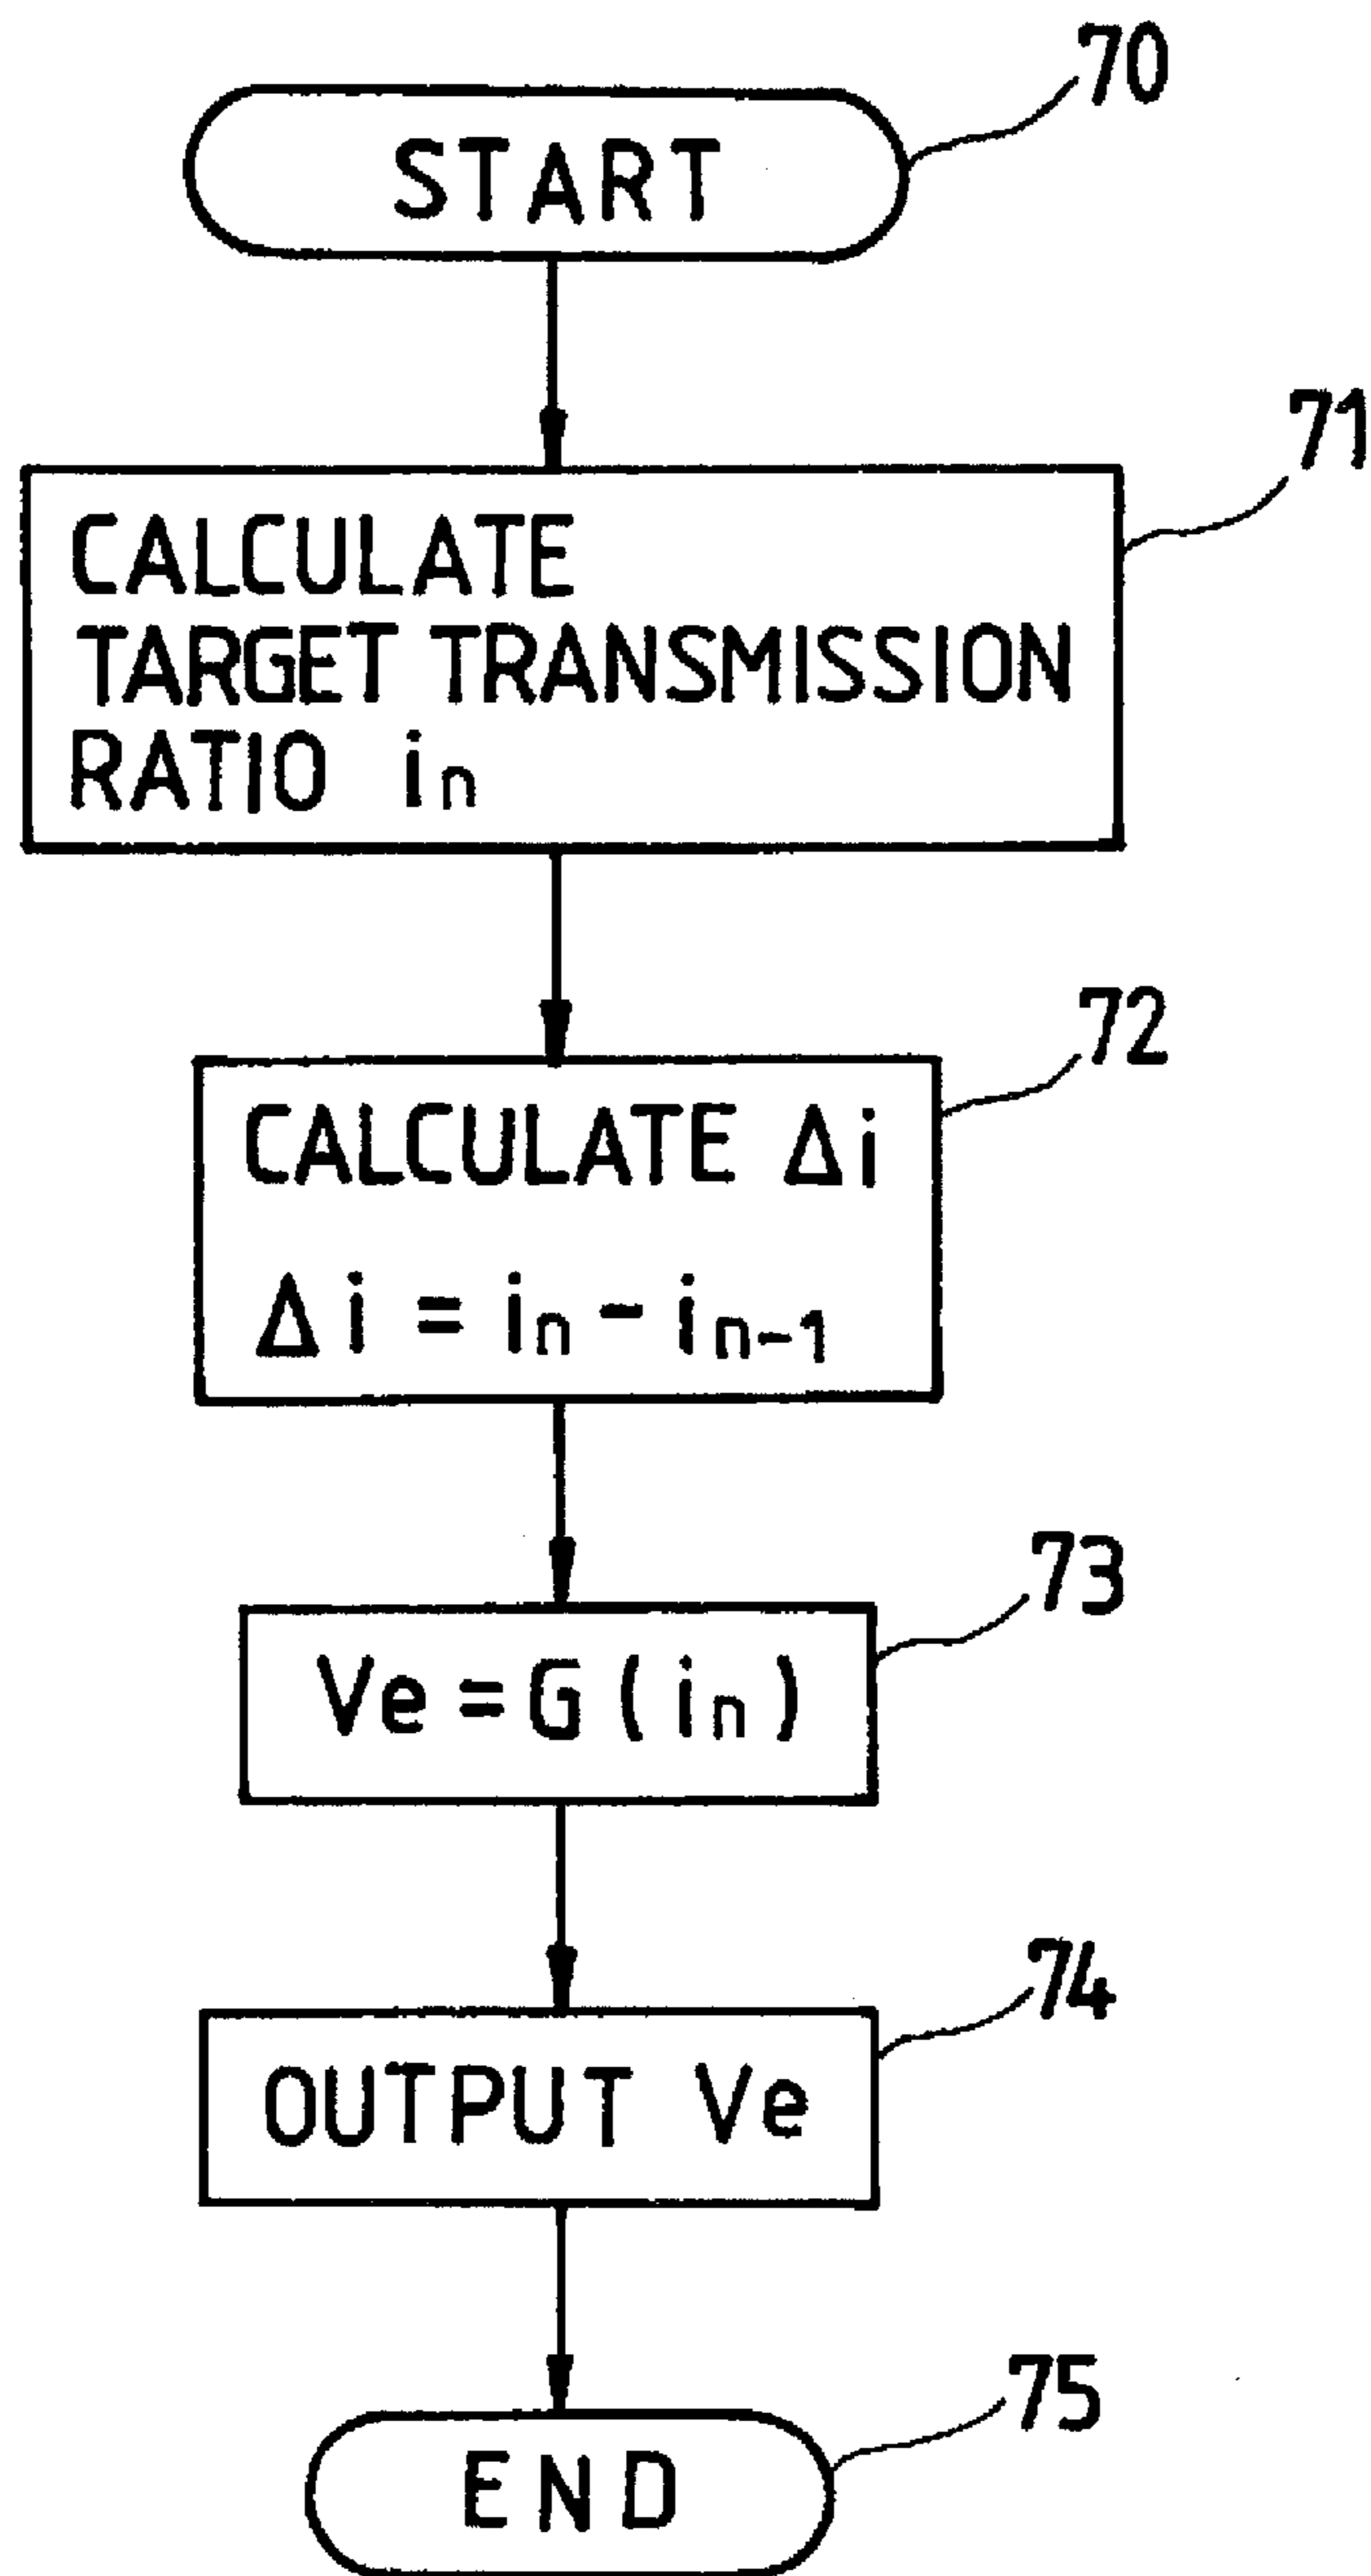 70
START
71
CALCULATE
TARGET TRANSMISSION
RATIO iₙ
72
CALCULATE Δi
Δi = iₙ - iₙ₋₁
73
Ve = G ( iₙ )
74
OUTPUT Ve
75
END